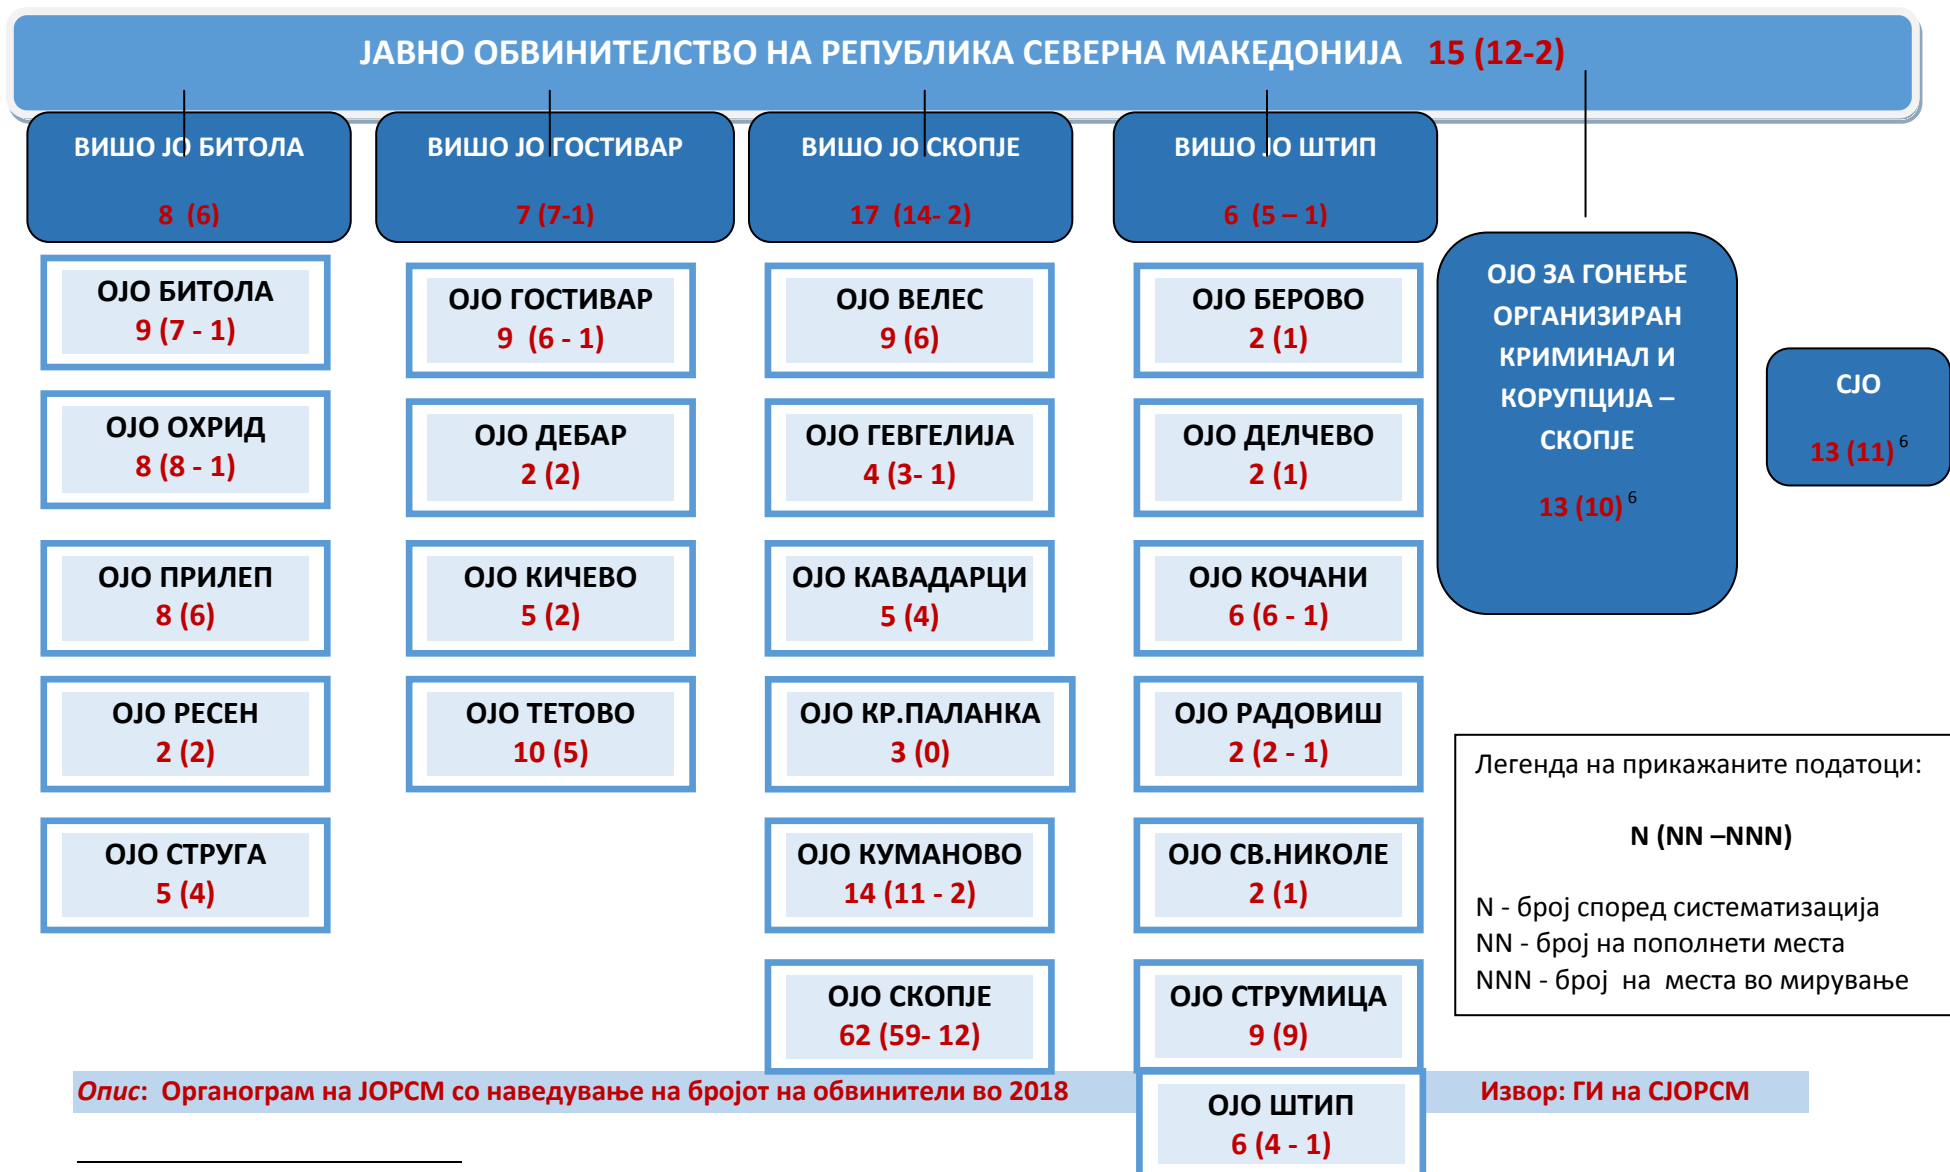 ЈАВНО ОБВИНИТЕЛСТВО НА РЕПУБЛИКА СЕВЕРНА МАКЕДОНИЈА 15 (12-2)
ВИШО ЈО БИТОЛА
8 (6)
ОЈО БИТОЛА
9 (7 - 1)
ОЈО ОХРИД
8 (8 - 1)
ОЈО ПРИЛЕП
8 (6)
ОЈО РЕСЕН
2 (2)
ОЈО СТРУГА
5 (4)
ВИШО ЈО ГОСТИВАР
7 (7-1)
ОЈО ГОСТИВАР
9 (6 - 1)
ОЈО ДЕБАР
2 (2)
ОЈО КИЧЕВО
5 (2)
ОЈО ТЕТОВО
10 (5)
ВИШО ЈО СКОПЈЕ
17 (14- 2)
ОЈО ВЕЛЕС
9 (6)
ОЈО ГЕВГЕЛИЈА
4 (3- 1)
ОЈО КАВАДАРЦИ
5 (4)
ОЈО КР.ПАЛАНКА
3 (0)
ОЈО КУМАНОВО
14 (11 - 2)
ОЈО СКОПЈЕ
62 (59- 12)
ВИШО ЈО ШТИП
6 (5 – 1)
ОЈО БЕРОВО
2 (1)
ОЈО ДЕЛЧЕВО
2 (1)
ОЈО КОЧАНИ
6 (6 - 1)
ОЈО РАДОВИШ
2 (2 - 1)
ОЈО СВ.НИКОЛЕ
2 (1)
ОЈО СТРУМИЦА
9 (9)
ОЈО ШТИП
6 (4 - 1)
ОЈО ЗА ГОНЕЊЕ
ОРГАНИЗИРАН
КРИМИНАЛ И
КОРУПЦИЈА –
СКОПЈЕ
13 (10) 6
СЈО
13 (11) 6
Легенда на прикажаните податоци:
N (NN –NNN)
N - број според систематизација
NN - број на пополнети места
NNN - број на места во мирување
Опис: Органограм на ЈОРСМ со наведување на бројот на обвинители во 2018
Извор: ГИ на СЈОРСМ